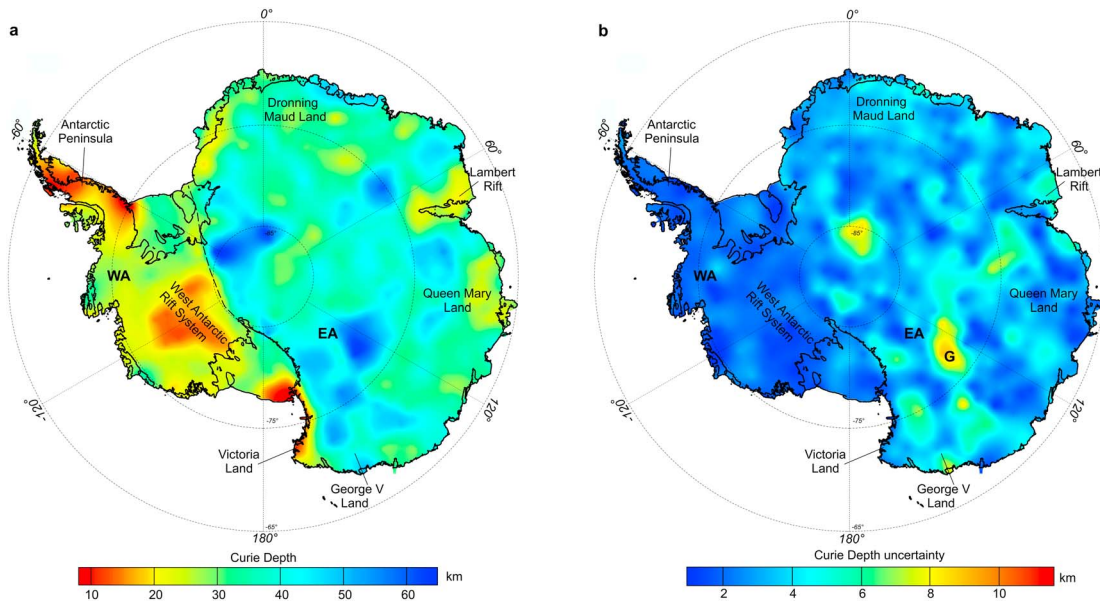 a
0°
Dronning
Maud Land
Antarctic
Peninsula
-60°
60°
Lambert
Rift
-85°
WA
West Antarctic
Rift System
Queen Mary
Land
EA
-120°
120°
-75°
Victoria
Land
George V
Land
-65°
180°
Curie Depth
10 20 30 40 50 60
km
b
0°
Dronning
Maud Land
Antarctic
Peninsula
-60°
60°
Lambert
Rift
-85°
WA
West Antarctic
Rift System
Queen Mary
Land
EA
G
-120°
120°
-75°
Victoria
Land
George V
Land
-65°
180°
Curie Depth uncertainty
2 4 6 8 10
km